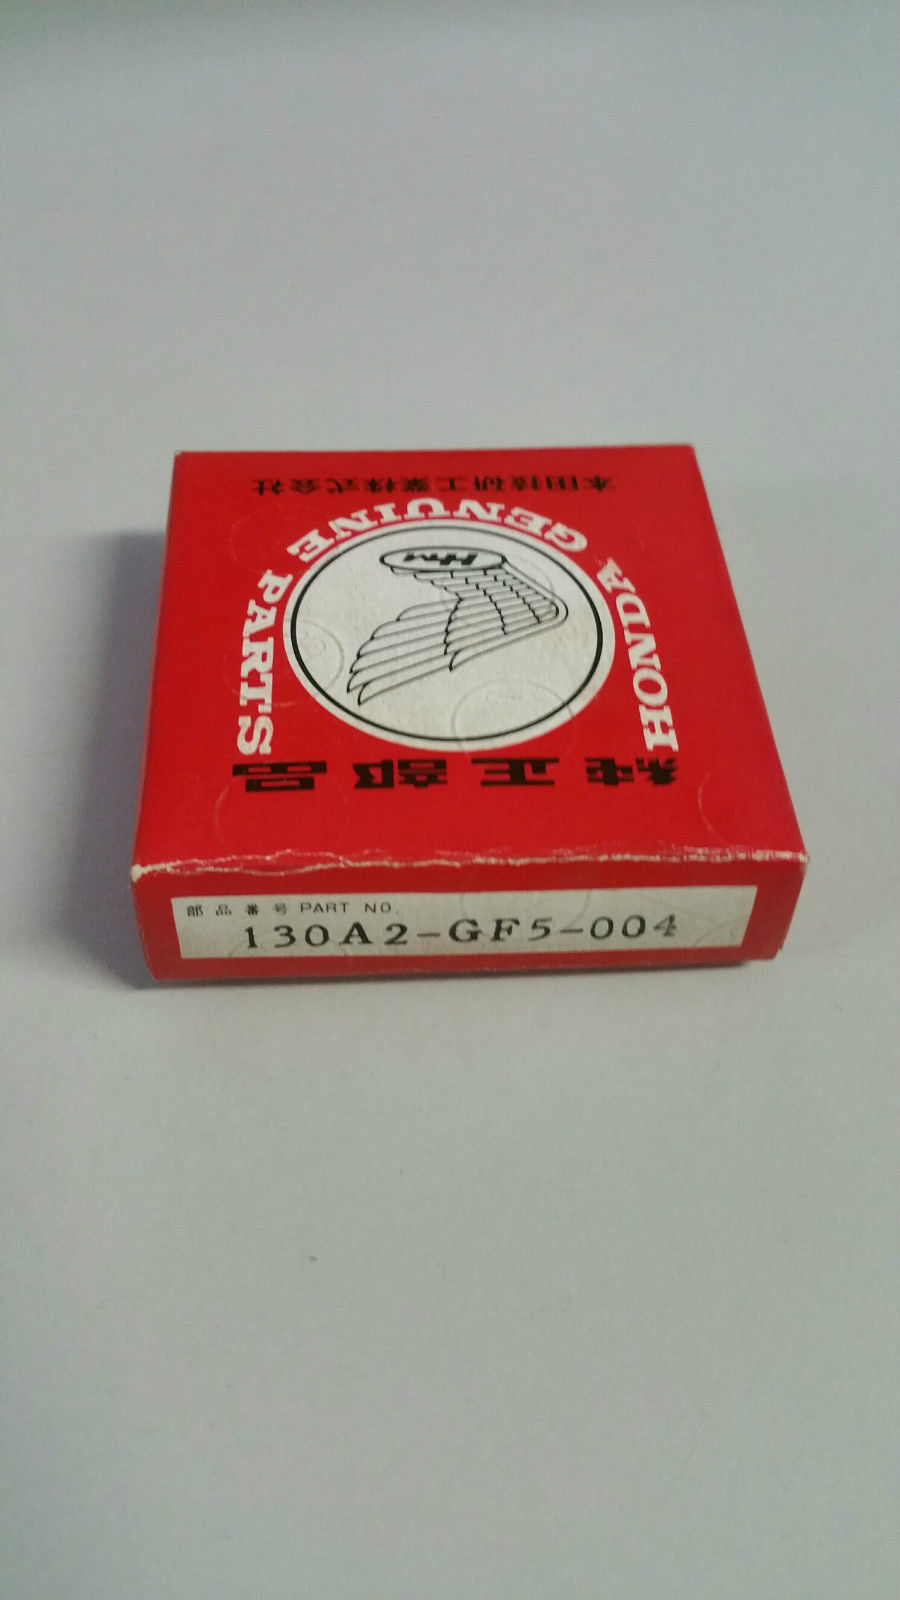 純正部品
HONDA GENUINE PARTS
HM
本田技研工業株式会社
部品番号 PART NO.
130A2-GF5-004